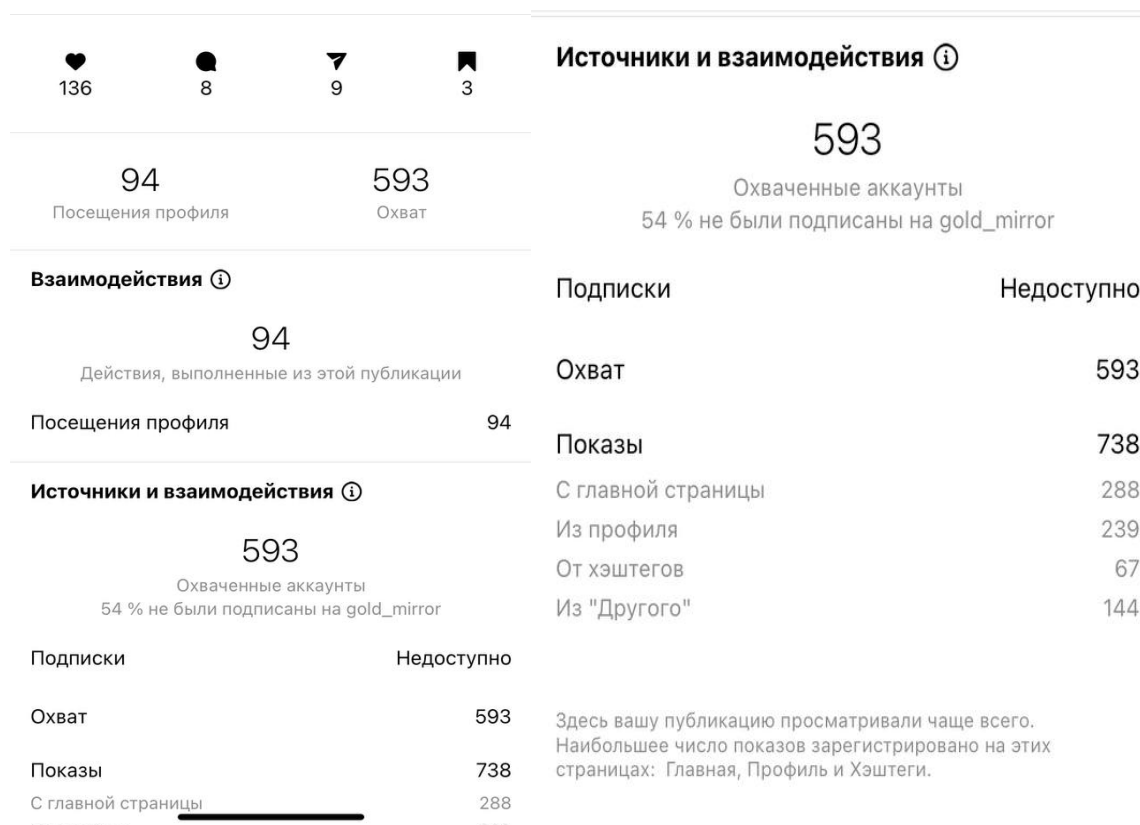 136 8 9 3
94 593
Посещения профиля Охват
Взаимодействия
94
Действия, выполненные из этой публикации
Посещения профиля 94
Источники и взаимодействия
593
Охваченные аккаунты
54 % не были подписаны на gold_mirror
Подписки Недоступно
Охват 593
Показы 738
С главной страницы 288
Источники и взаимодействия
593
Охваченные аккаунты
54 % не были подписаны на gold_mirror
Подписки Недоступно
Охват 593
Показы 738
С главной страницы 288
Из профиля 239
От хэштегов 67
Из "Другого" 144
Здесь вашу публикацию просматривали чаще всего.
Наибольшее число показов зарегистрировано на этих
страницах: Главная, Профиль и Хэштеги.